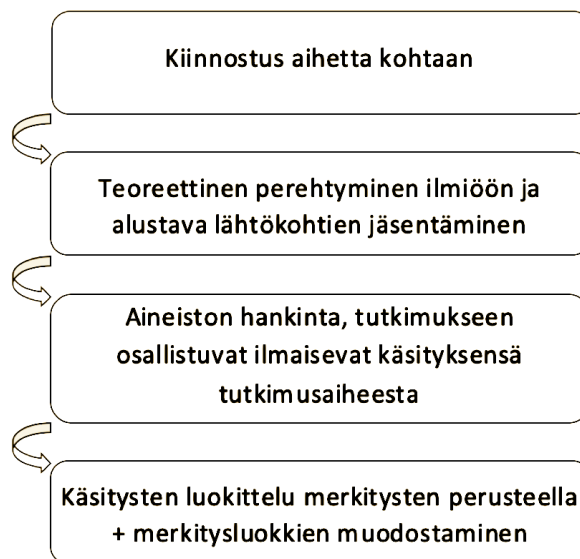 Kiinnostus aihetta kohtaan
Teoreettinen perehtyminen ilmiöön ja
alustava lähtökohtien jäsentäminen
Aineiston hankinta, tutkimukseen
osallistuvat ilmaisevat käsityksensä
tutkimusaiheesta
Käsitysten luokittelu merkitysten perusteella
+ merkitysluokkien muodostaminen